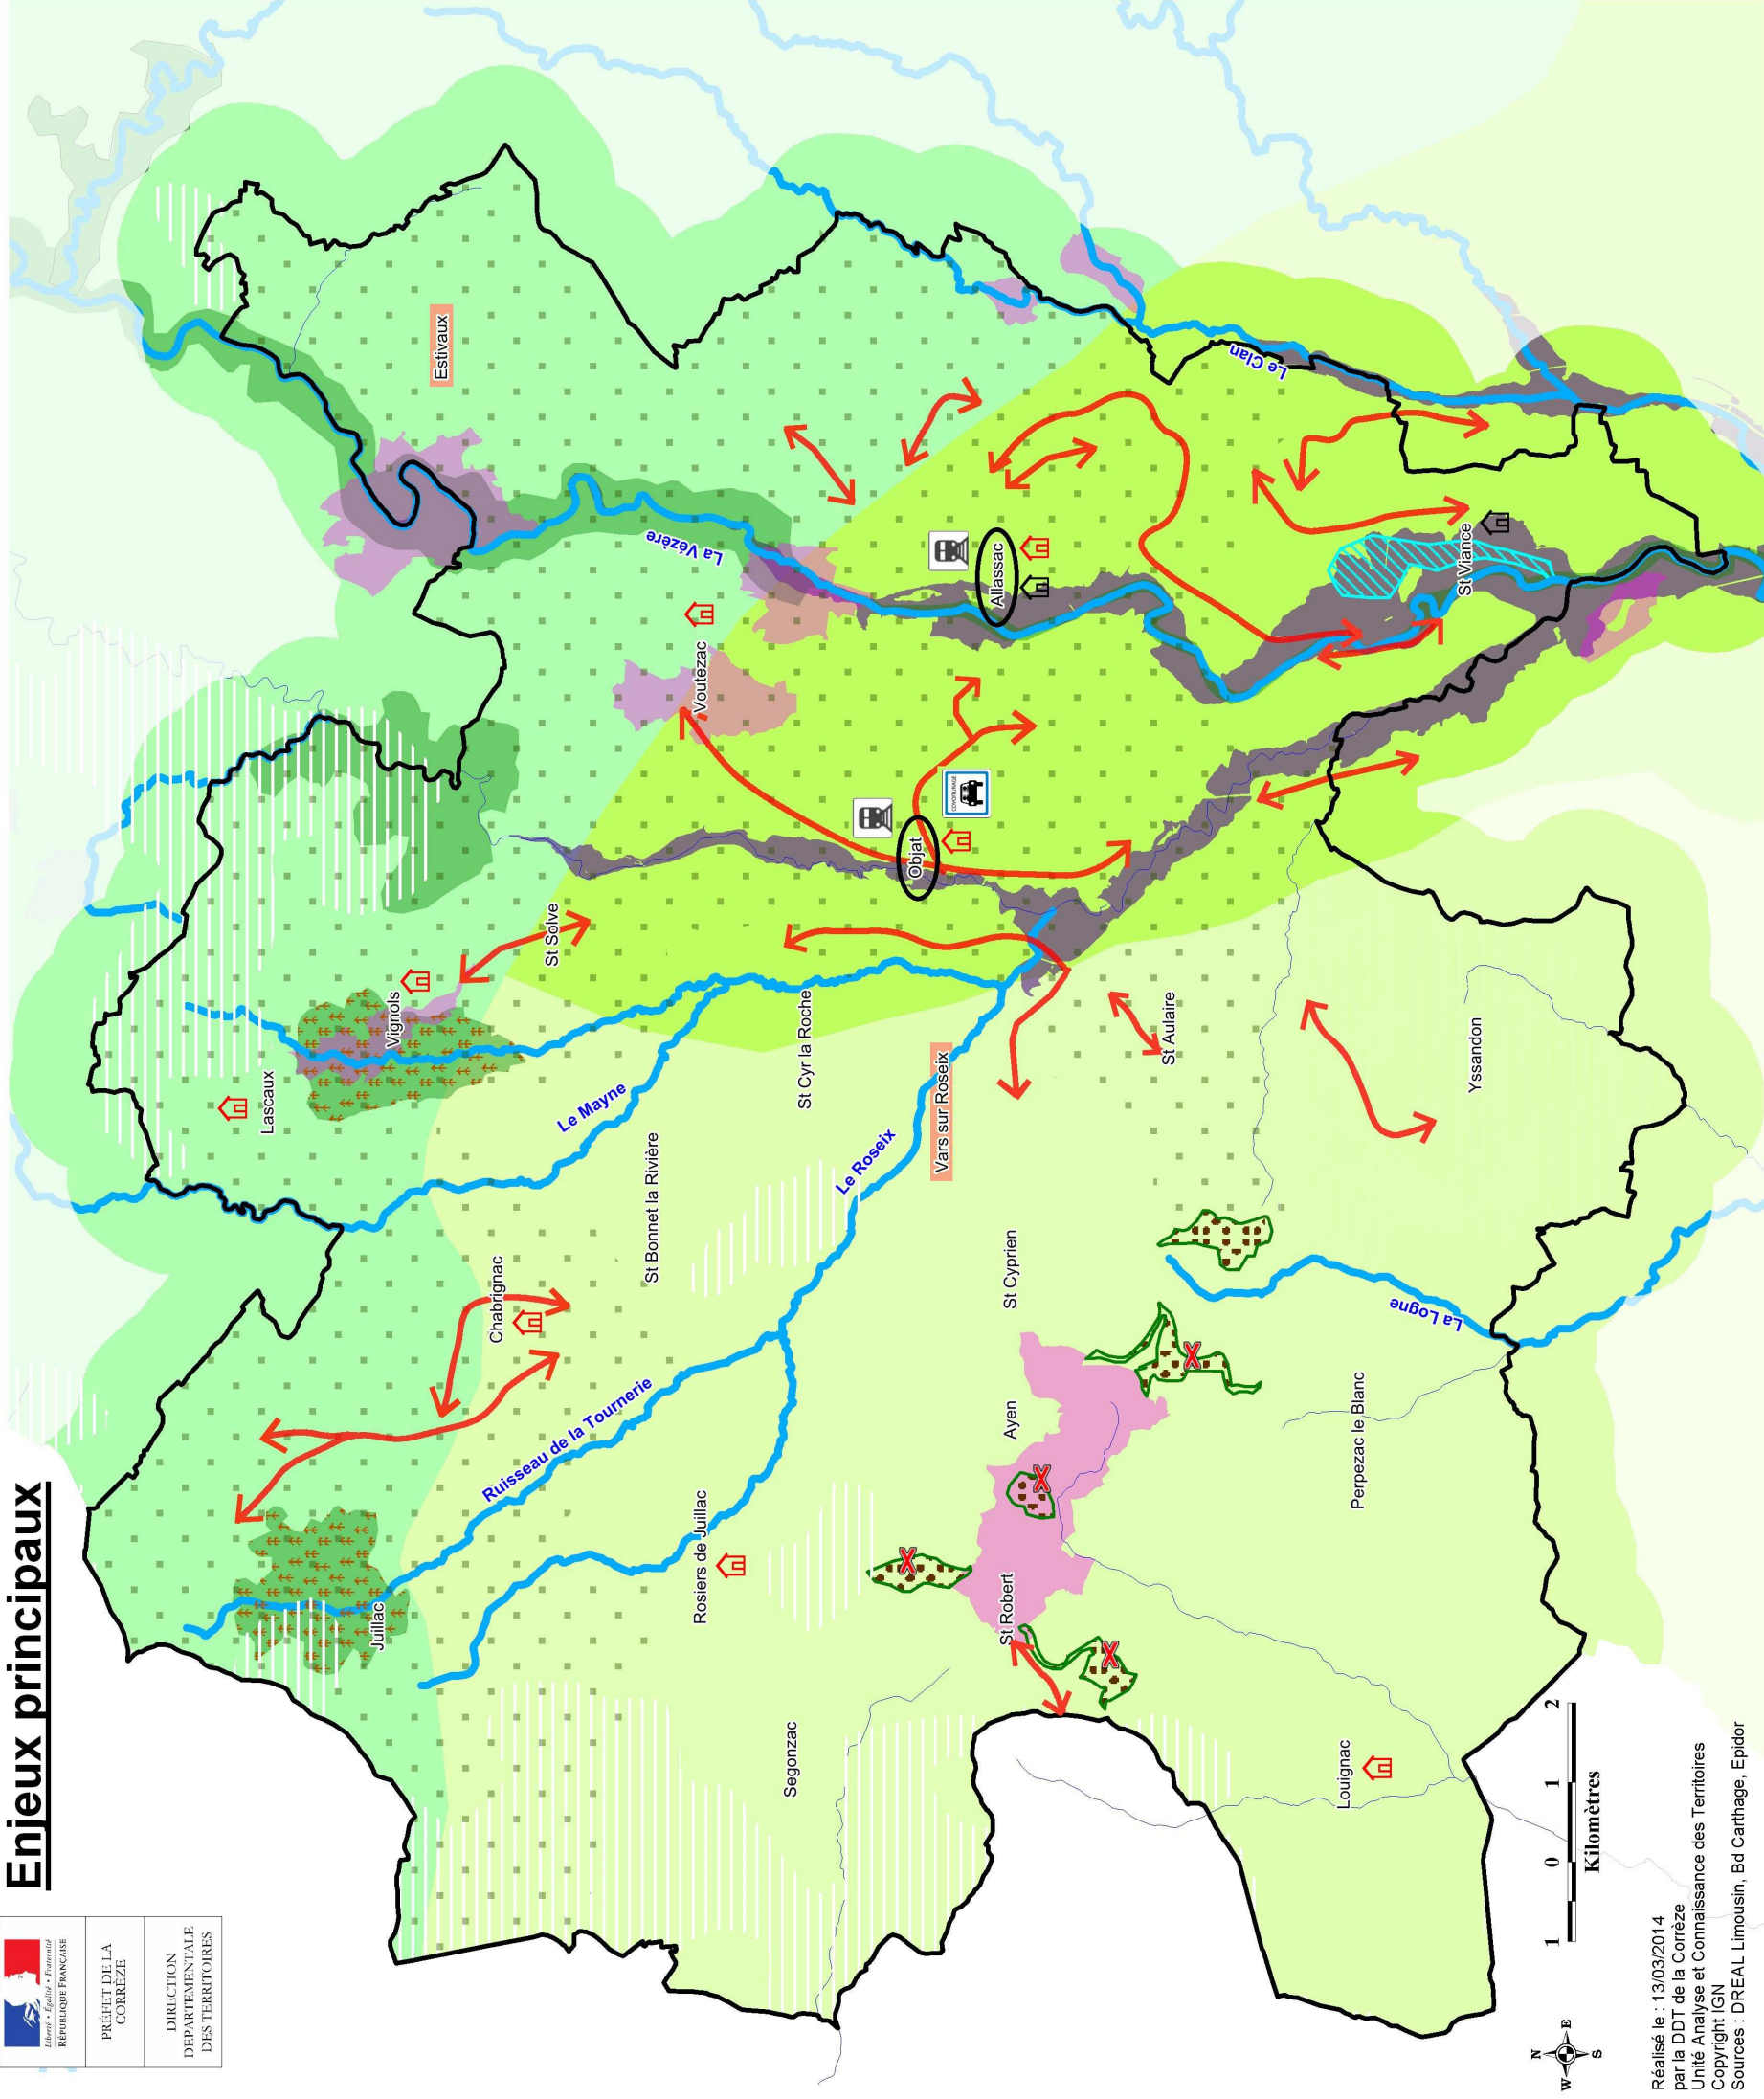 Enjeux principaux
Liberté • Égalité • Fraternité
RÉPUBLIQUE FRANÇAISE
PRÉFET DE LA
CORRÈZE
DIRECTION
DEPARTEMENTALE
DES TERRITOIRES
Estivaux
Lascaux
Vignols
Juillac
Chabrignac
St Solve
Le Mayne
La Vézère
Ruisseau de la Tournerie
St Bonnet la Rivière
Voutezac
Rosiers de Juillac
Segonzac
St Cyr la Roche
Le Roseix
Objat
COVOITURAGE
Vars sur Roseix
Allassac
St Robert
Ayen
St Cyprien
St Aulaire
Le Clan
Louignac
Perpezac le Blanc
La Logne
Yssandon
St Viance
N
W
E
S
1
0
1
2
Kilomètres
Réalisé le : 13/03/2014
par la DDT de la Corrèze
Unité Analyse et Connaissance des Territoires
Copyright IGN
Sources : DREAL Limousin, Bd Carthage, Epidor